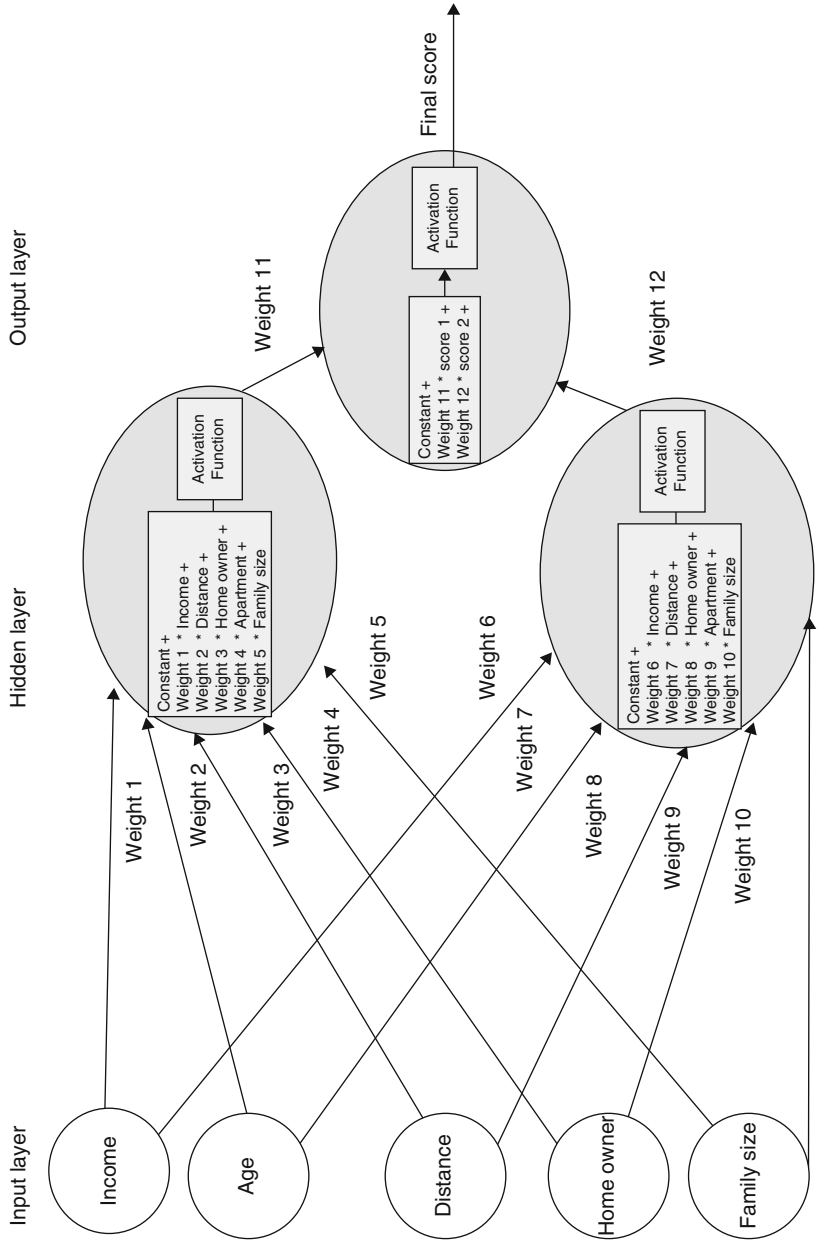 Input layer
Hidden layer
Output layer
Income
Age
Distance
Home owner
Family size
Weight 1
Weight 2
Weight 3
Weight 4
Weight 5
Weight 6
Weight 7
Weight 8
Weight 9
Weight 10
Constant +
Weight 1 * Income +
Weight 2 * Distance +
Weight 3 * Home owner +
Weight 4 * Apartment +
Weight 5 * Family size
Activation
Function
Constant +
Weight 6 * Income +
Weight 7 * Distance +
Weight 8 * Home owner +
Weight 9 * Apartment +
Weight 10 * Family size
Activation
Function
Weight 11
Weight 12
Constant +
Weight 11 * score 1 +
Weight 12 * score 2 +
Activation
Function
Final score